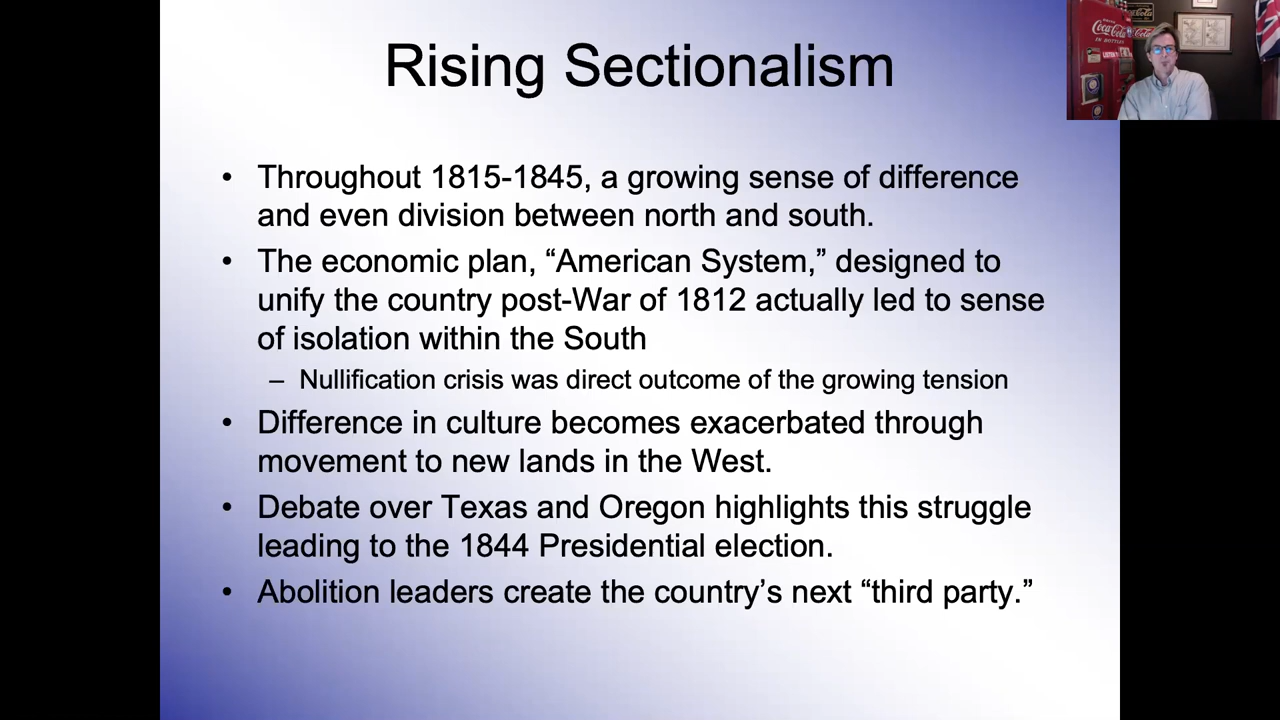 Rising Sectionalism
• Throughout 1815-1845, a growing sense of difference
and even division between north and south.
• The economic plan, “American System,” designed to
unify the country post-War of 1812 actually led to sense
of isolation within the South
– Nullification crisis was direct outcome of the growing tension
• Difference in culture becomes exacerbated through
movement to new lands in the West.
• Debate over Texas and Oregon highlights this struggle
leading to the 1844 Presidential election.
• Abolition leaders create the country’s next “third party.”
Coca-Cola
IN BOTTLES